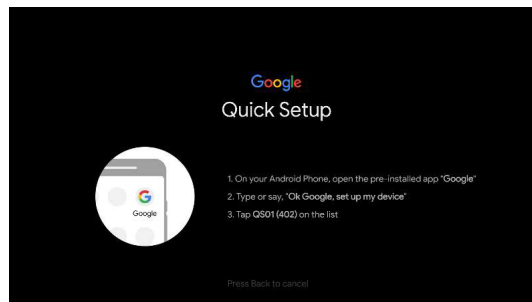 Google
Quick Setup
1. On your Android Phone, open the pre-installed app "Google"
2. Type or say, "Ok Google, set up my device"
3. Tap QS01 (402) on the list
G
Google
Press Back to cancel